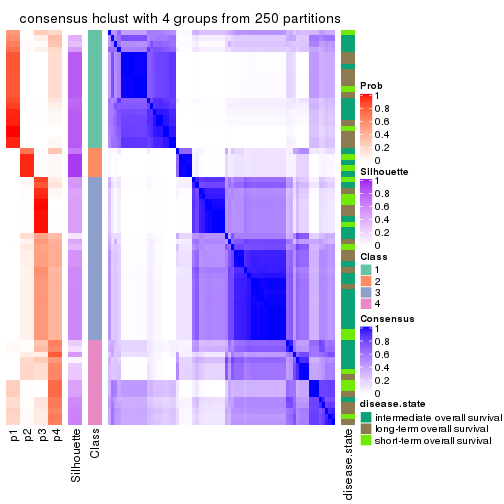 consensus hclust with 4 groups from 250 partitions
Prob
1
0.8
0.6
0.4
0.2
0
Silhouette
1
0.8
0.6
0.4
0.2
0
Class
1
2
3
4
Consensus
1
0.8
0.6
0.4
0.2
0
disease.state
intermediate overall survival
long-term overall survival
short-term overall survival
p1
p2
p3
p4
Silhouette
Class
disease.state